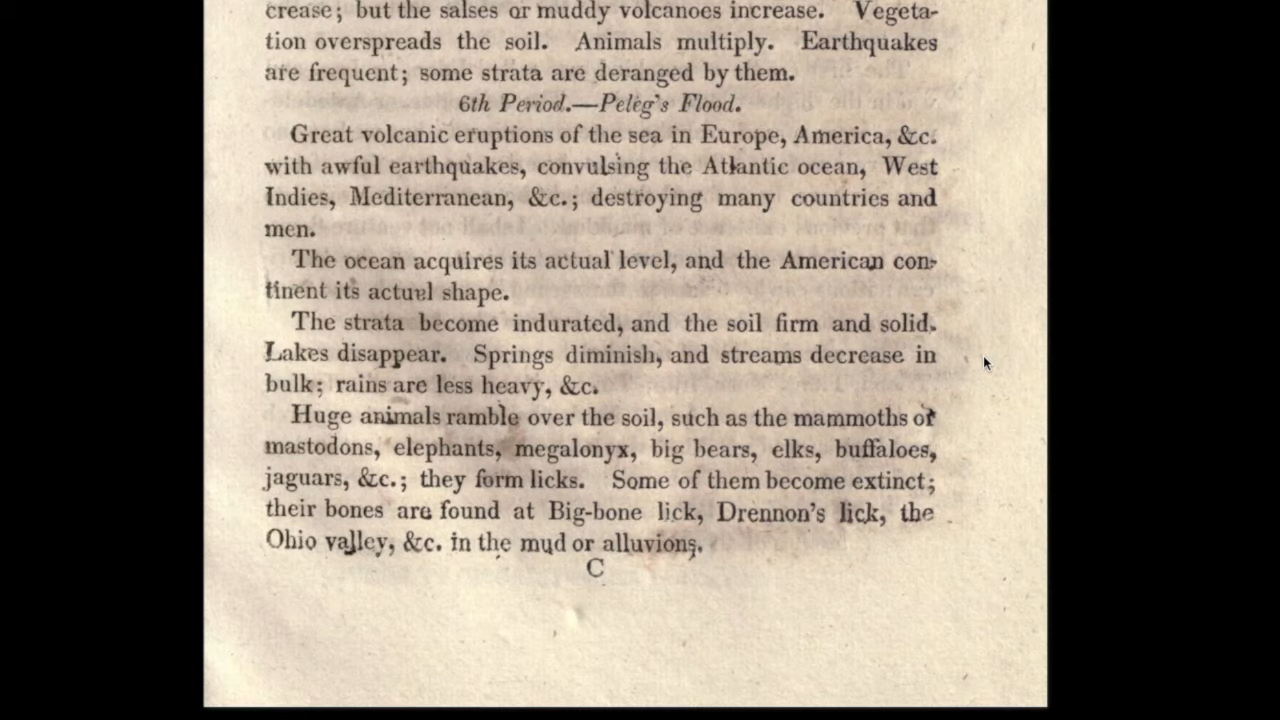 crease; but the salses or muddy volcanoes increase. Vegeta-
tion overspreads the soil. Animals multiply. Earthquakes
are frequent; some strata are deranged by them.
6th Period.—Peleg's Flood.
Great volcanic eruptions of the sea in Europe, America, &c.
with awful earthquakes, convulsing the Atlantic ocean, West
Indies, Mediterranean, &c.; destroying many countries and
men.
The ocean acquires its actual level, and the American con-
tinent its actual shape.
The strata become indurated, and the soil firm and solid.
Lakes disappear. Springs diminish, and streams decrease in
bulk; rains are less heavy, &c.
Huge animals ramble over the soil, such as the mammoths or
mastodons, elephants, megalonyx, big bears, elks, buffaloes,
jaguars, &c.; they form licks. Some of them become extinct;
their bones are found at Big-bone lick, Drennon's lick, the
Ohio valley, &c. in the mud or alluvions.
C